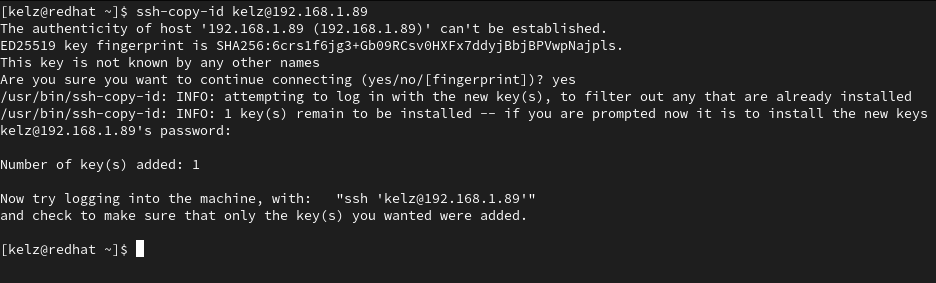 [kelz@redhat ~]$ ssh-copy-id kelz@192.168.1.89
The authenticity of host '192.168.1.89 (192.168.1.89)' can't be established.
ED25519 key fingerprint is SHA256:6crs1f6jg3+Gb09RCsv0HXFx7ddyjBbjBPVwpNajpls.
This key is not known by any other names
Are you sure you want to continue connecting (yes/no/[fingerprint])? yes
/usr/bin/ssh-copy-id: INFO: attempting to log in with the new key(s), to filter out any that are already installed
/usr/bin/ssh-copy-id: INFO: 1 key(s) remain to be installed -- if you are prompted now it is to install the new keys
kelz@192.168.1.89's password:
Number of key(s) added: 1
Now try logging into the machine, with:   "ssh 'kelz@192.168.1.89'"
and check to make sure that only the key(s) you wanted were added.
[kelz@redhat ~]$